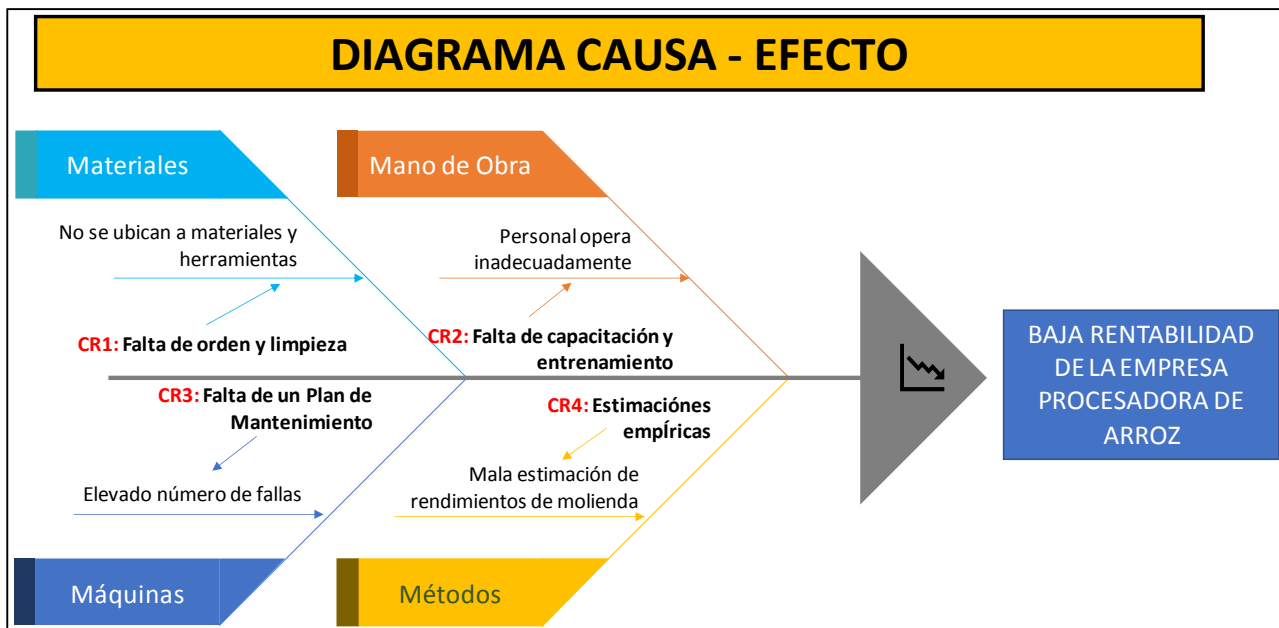 DIAGRAMA CAUSA - EFECTO
Materiales
Mano de Obra
No se ubican a materiales y
herramientas
Personal opera
inadecuadamente
CR1: Falta de orden y limpieza
CR2: Falta de capacitación y
entrenamiento
CR3: Falta de un Plan de
Mantenimiento
CR4: Estimaciónes
empÍricas
Elevado número de fallas
Mala estimación de
rendimientos de molienda
Máquinas
Métodos
BAJA RENTABILIDAD
DE LA EMPRESA
PROCESADORA DE
ARROZ